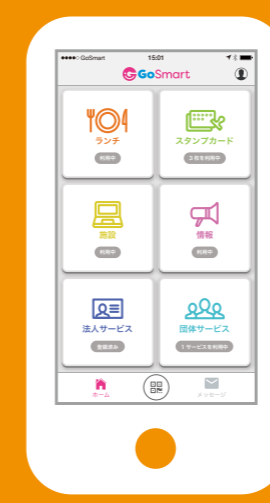 GoSmart 15:01
GoSmart
ランチ スタンプカード
利用中 3枚を利用中
施設 情報
利用中 利用中
法人サービス 団体サービス
登録済み 1サービスを利用中
ホーム メッセージ